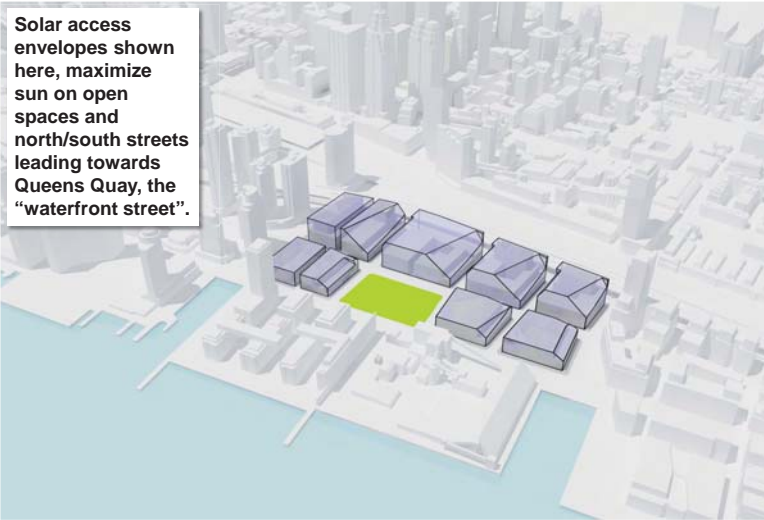 Solar access
envelopes shown
here, maximize
sun on open
spaces and
north/south streets
leading towards
Queens Quay, the
“waterfront street”.